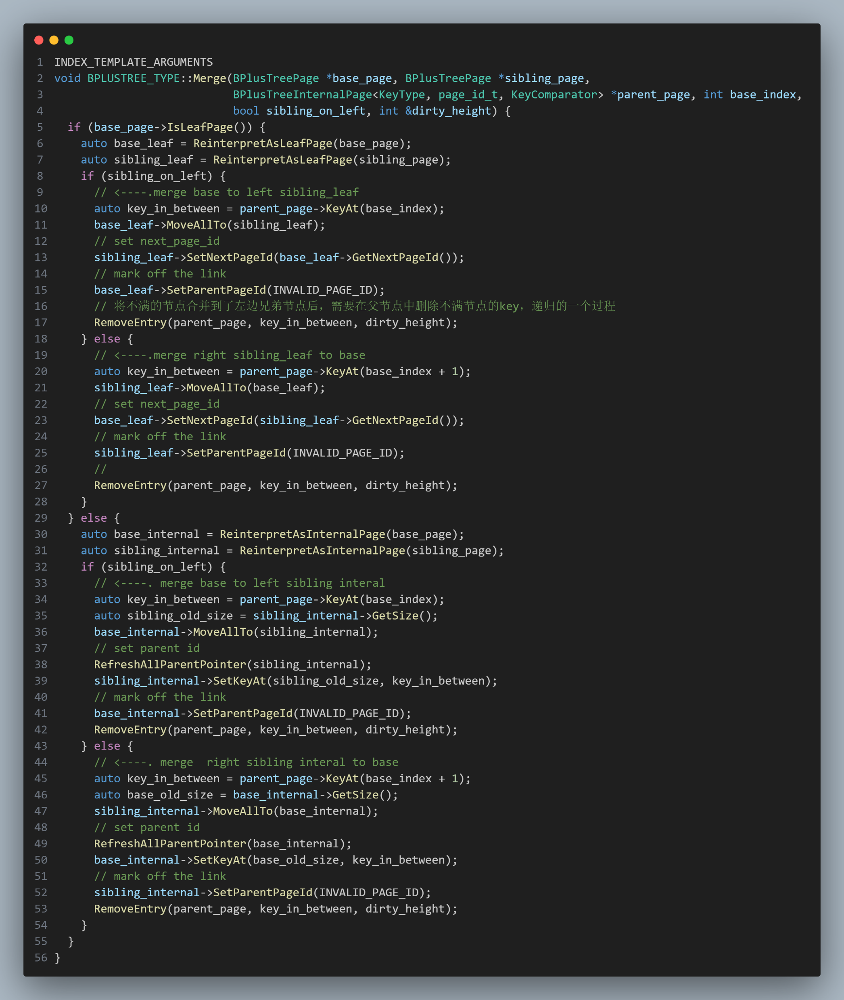 1 INDEX_TEMPLATE_ARGUMENTS
2 void BPLUSTREE_TYPE::Merge(BPlusTreePage *base_page, BPlusTreePage *sibling_page,
3                            BPlusTreeInternalPage<KeyType, page_id_t, KeyComparator> *parent_page, int base_index,
4                            bool sibling_on_left, int &dirty_height) {
5   if (base_page->IsLeafPage()) {
6     auto base_leaf = ReinterpretAsLeafPage(base_page);
7     auto sibling_leaf = ReinterpretAsLeafPage(sibling_page);
8     if (sibling_on_left) {
9       // <----.merge base to left sibling_leaf
10       auto key_in_between = parent_page->KeyAt(base_index);
11       base_leaf->MoveAllTo(sibling_leaf);
12       // set next_page_id
13       sibling_leaf->SetNextPageId(base_leaf->GetNextPageId());
14       // mark off the link
15       base_leaf->SetParentPageId(INVALID_PAGE_ID);
16       // 将不满的节点合并到了左边兄弟节点后，需要在父节点中删除不满节点的key，递归的一个过程
17       RemoveEntry(parent_page, key_in_between, dirty_height);
18     } else {
19       // <----.merge right sibling_leaf to base
20       auto key_in_between = parent_page->KeyAt(base_index + 1);
21       sibling_leaf->MoveAllTo(base_leaf);
22       // set next_page_id
23       base_leaf->SetNextPageId(sibling_leaf->GetNextPageId());
24       // mark off the link
25       sibling_leaf->SetParentPageId(INVALID_PAGE_ID);
26       //
27       RemoveEntry(parent_page, key_in_between, dirty_height);
28     }
29   } else {
30     auto base_internal = ReinterpretAsInternalPage(base_page);
31     auto sibling_internal = ReinterpretAsInternalPage(sibling_page);
32     if (sibling_on_left) {
33       // <----. merge base to left sibling interal
34       auto key_in_between = parent_page->KeyAt(base_index);
35       auto sibling_old_size = sibling_internal->GetSize();
36       base_internal->MoveAllTo(sibling_internal);
37       // set parent id
38       RefreshAllParentPointer(sibling_internal);
39       sibling_internal->SetKeyAt(sibling_old_size, key_in_between);
40       // mark off the link
41       base_internal->SetParentPageId(INVALID_PAGE_ID);
42       RemoveEntry(parent_page, key_in_between, dirty_height);
43     } else {
44       // <----. merge  right sibling interal to base
45       auto key_in_between = parent_page->KeyAt(base_index + 1);
46       auto base_old_size = base_internal->GetSize();
47       sibling_internal->MoveAllTo(base_internal);
48       // set parent id
49       RefreshAllParentPointer(base_internal);
50       base_internal->SetKeyAt(base_old_size, key_in_between);
51       // mark off the link
52       sibling_internal->SetParentPageId(INVALID_PAGE_ID);
53       RemoveEntry(parent_page, key_in_between, dirty_height);
54     }
55   }
56 }